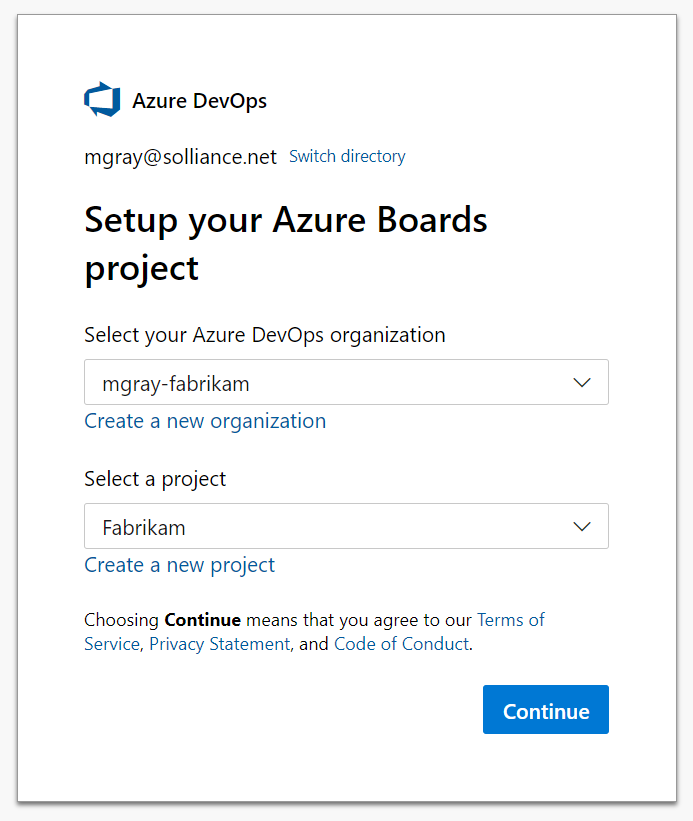 Azure DevOps
mgray@solliance.net Switch directory
Setup your Azure Boards
project
Select your Azure DevOps organization
mgray-fabrikam
Create a new organization
Select a project
Fabrikam
Create a new project
Choosing Continue means that you agree to our Terms of
Service, Privacy Statement, and Code of Conduct.
Continue